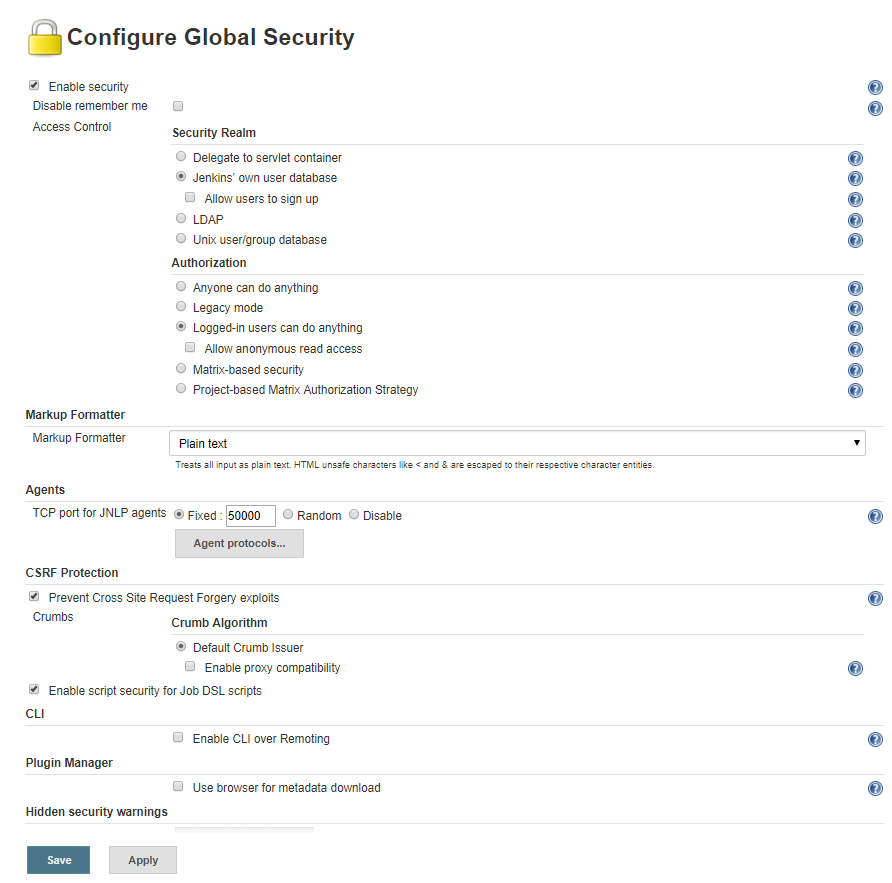 Configure Global Security
Enable security
Disable remember me
Access Control
Security Realm
Delegate to servlet container
Jenkins' own user database
Allow users to sign up
LDAP
Unix user/group database
Authorization
Anyone can do anything
Legacy mode
Logged-in users can do anything
Allow anonymous read access
Matrix-based security
Project-based Matrix Authorization Strategy
Markup Formatter
Markup Formatter
Plain text
Treats all input as plain text. HTML unsafe characters like < and & are escaped to their respective character entities.
Agents
TCP port for JNLP agents Fixed : 50000 Random Disable
Agent protocols...
CSRF Protection
Prevent Cross Site Request Forgery exploits
Crumbs
Crumb Algorithm
Default Crumb Issuer
Enable proxy compatibility
Enable script security for Job DSL scripts
CLI
Enable CLI over Remoting
Plugin Manager
Use browser for metadata download
Hidden security warnings
Save Apply